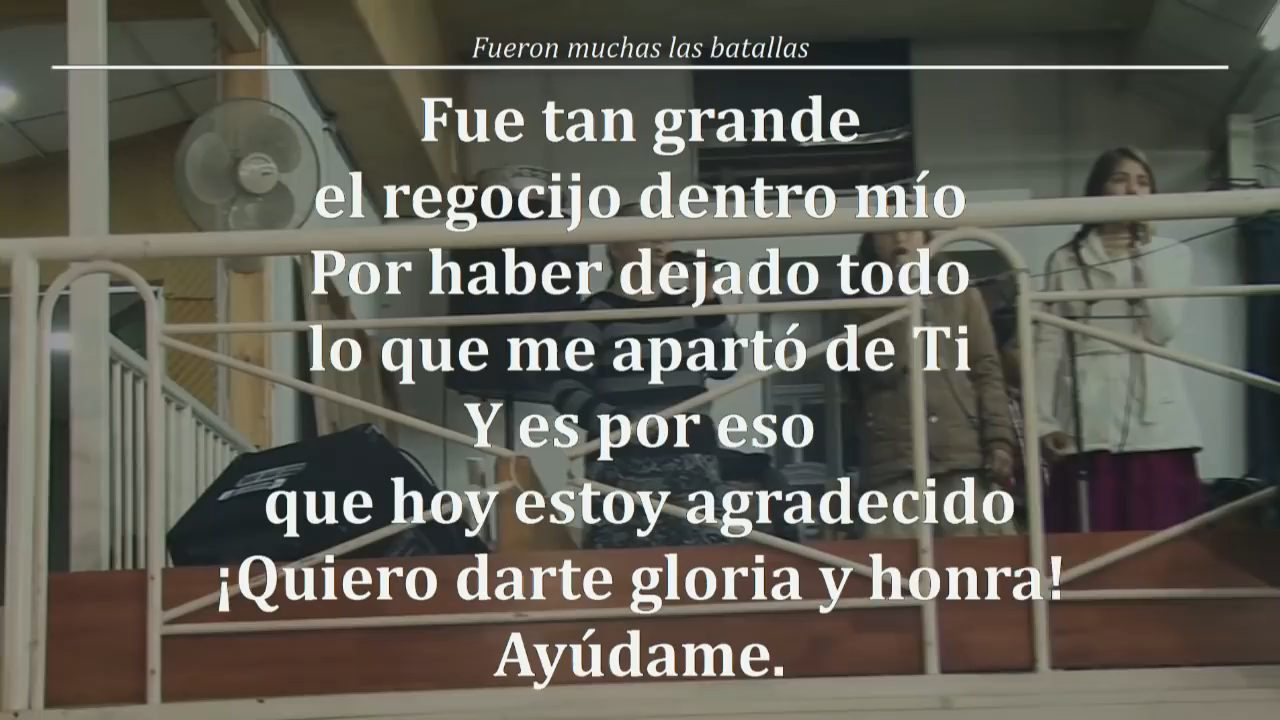 Fueron muchas las batallas
Fue tan grande
el regocijo dentro mío
Por haber dejado todo
lo que me apartó de Ti
Y es por eso
que hoy estoy agradecido
¡Quiero darte gloria y honra!
Ayúdame.